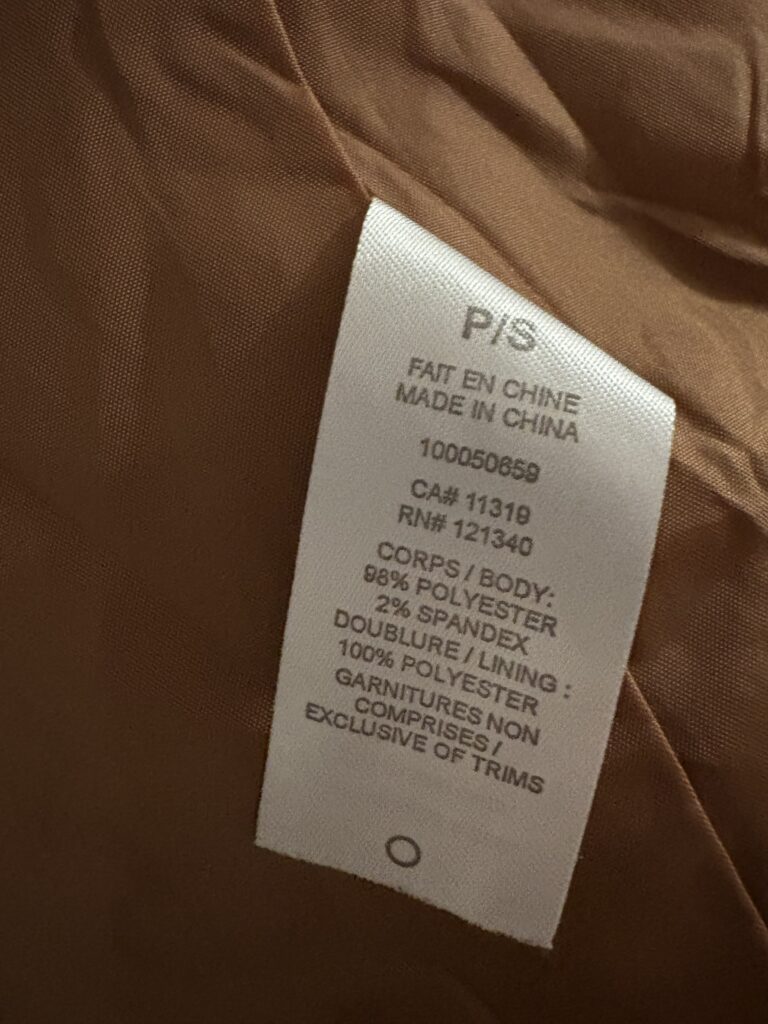 P/S
FAIT EN CHINE
MADE IN CHINA
100050659
CA# 11319
RN# 121340
CORPS / BODY:
98% POLYESTER
2% SPANDEX
DOUBLURE / LINING :
100% POLYESTER
GARNITURES NON
COMPRISES /
EXCLUSIVE OF TRIMS
O